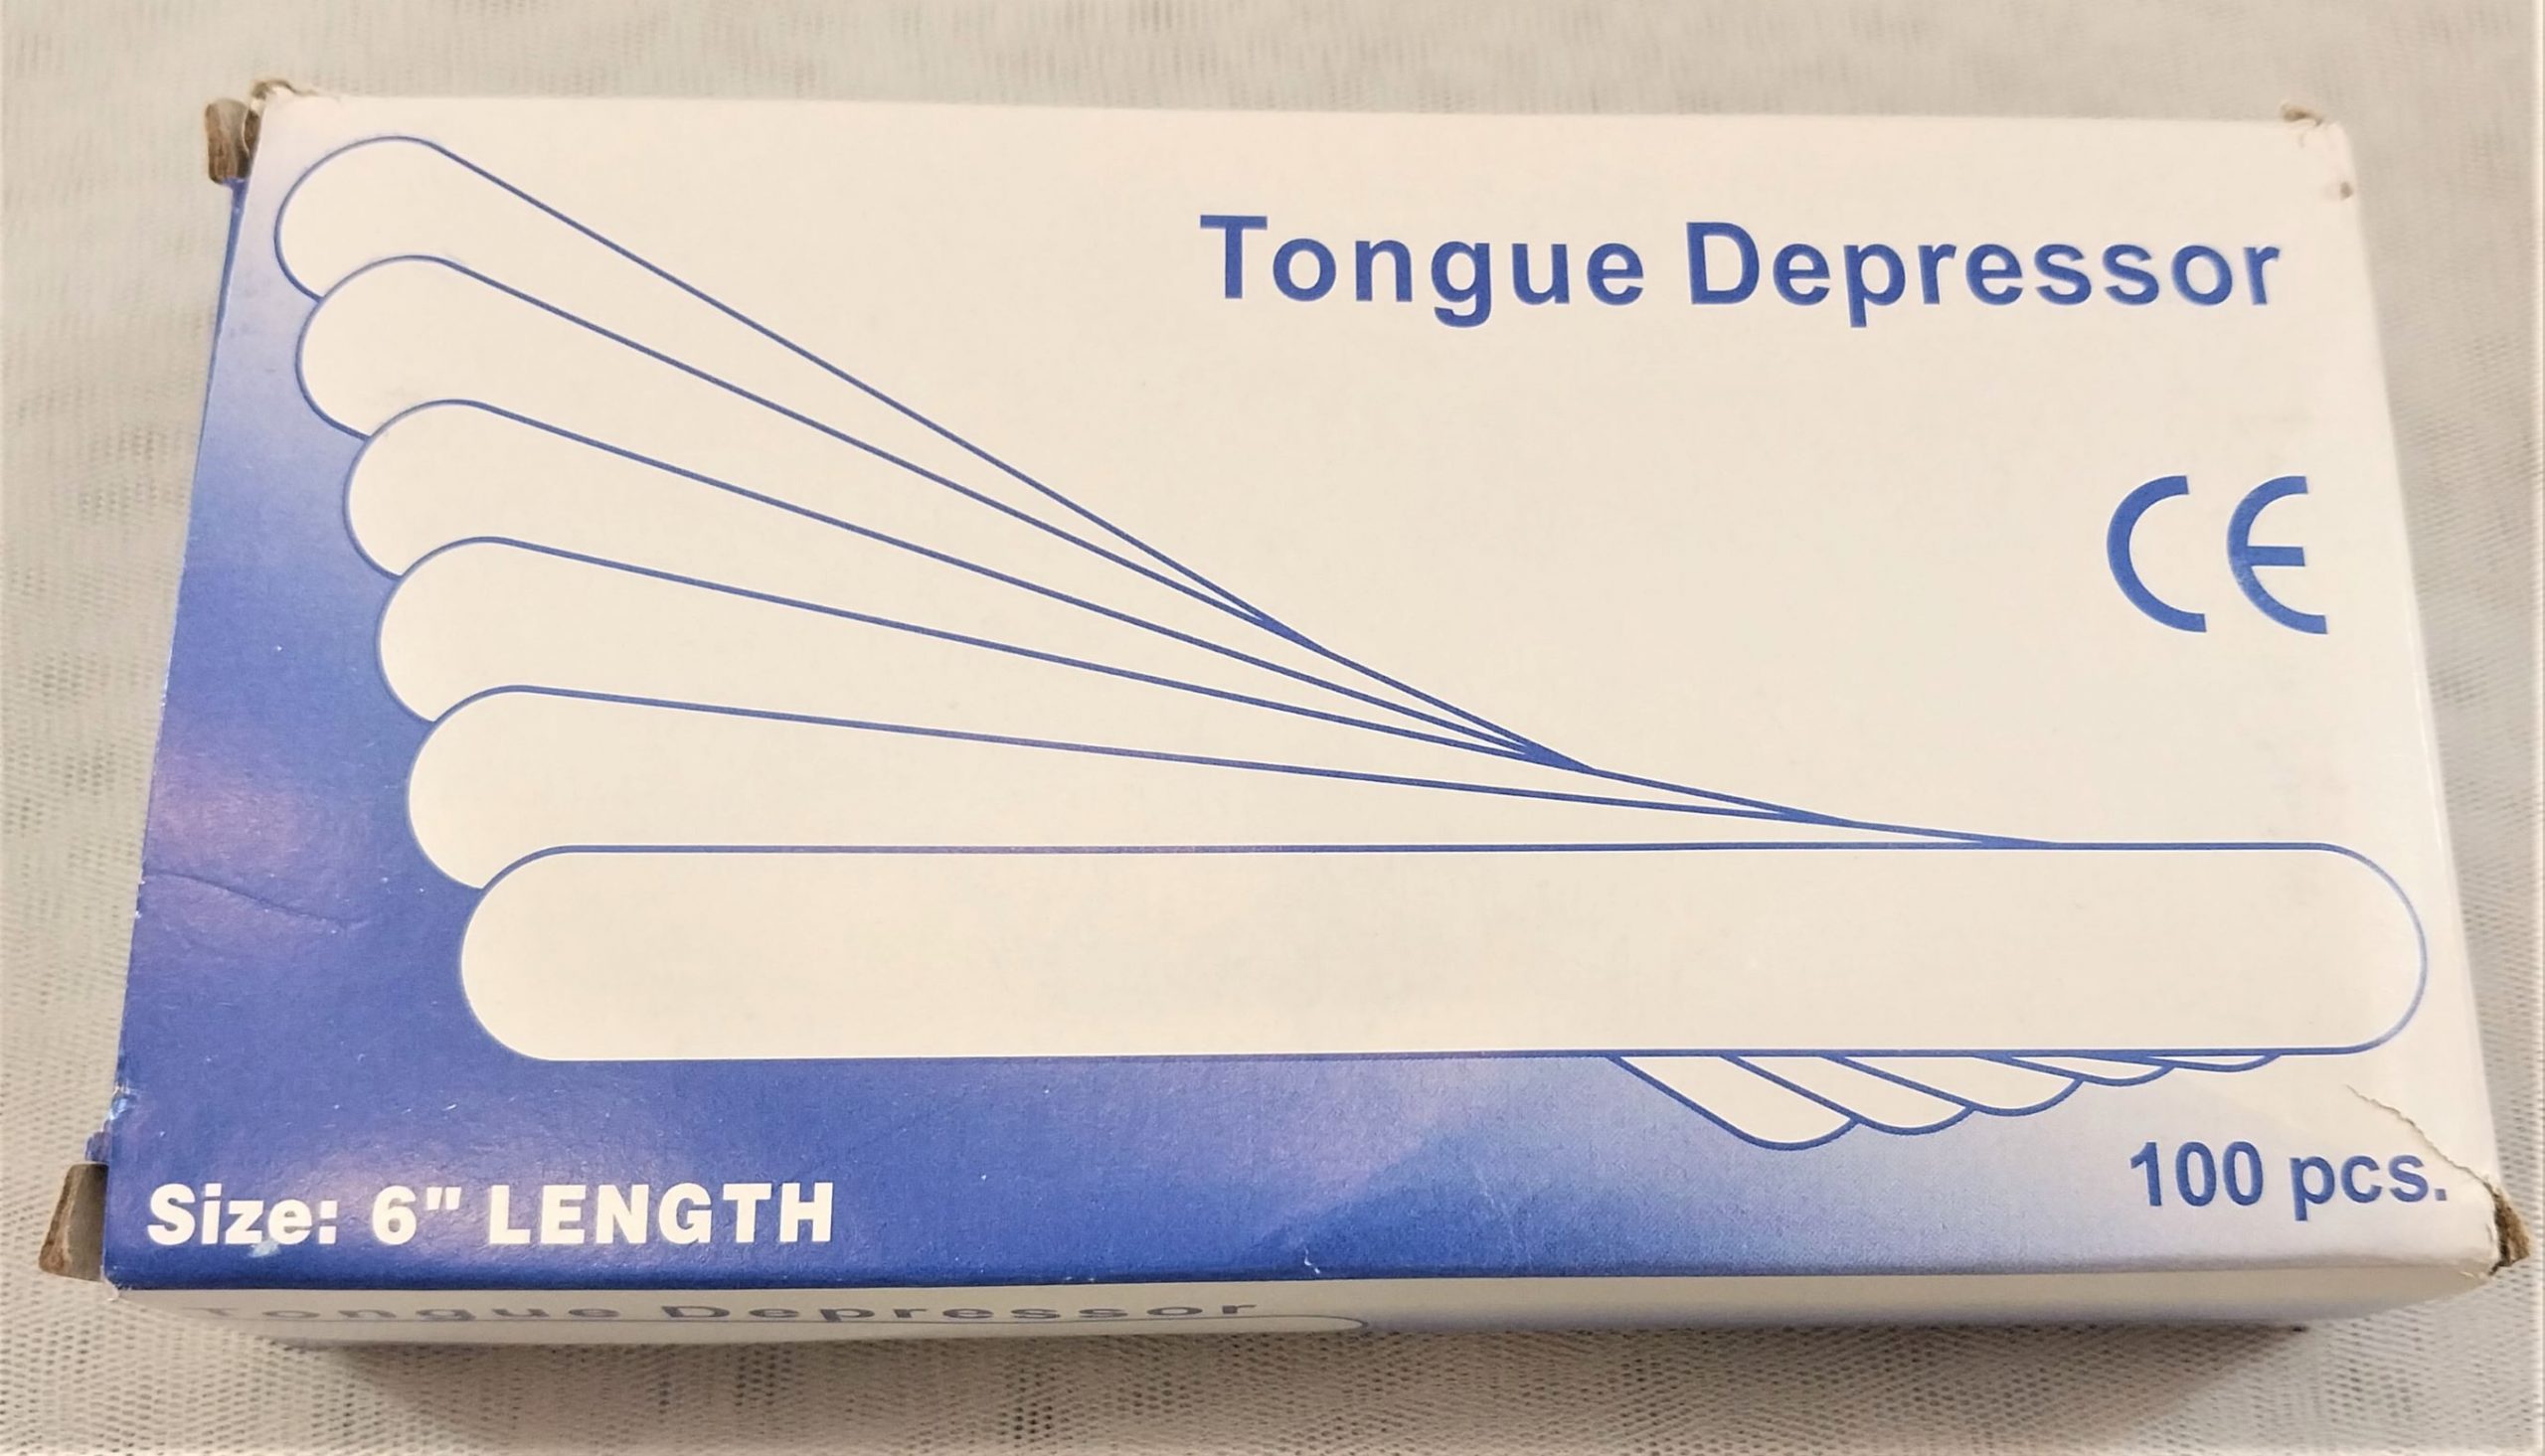 Tongue Depressor
CE
100 pcs.
Size: 6" LENGTH
Tongue Depressor